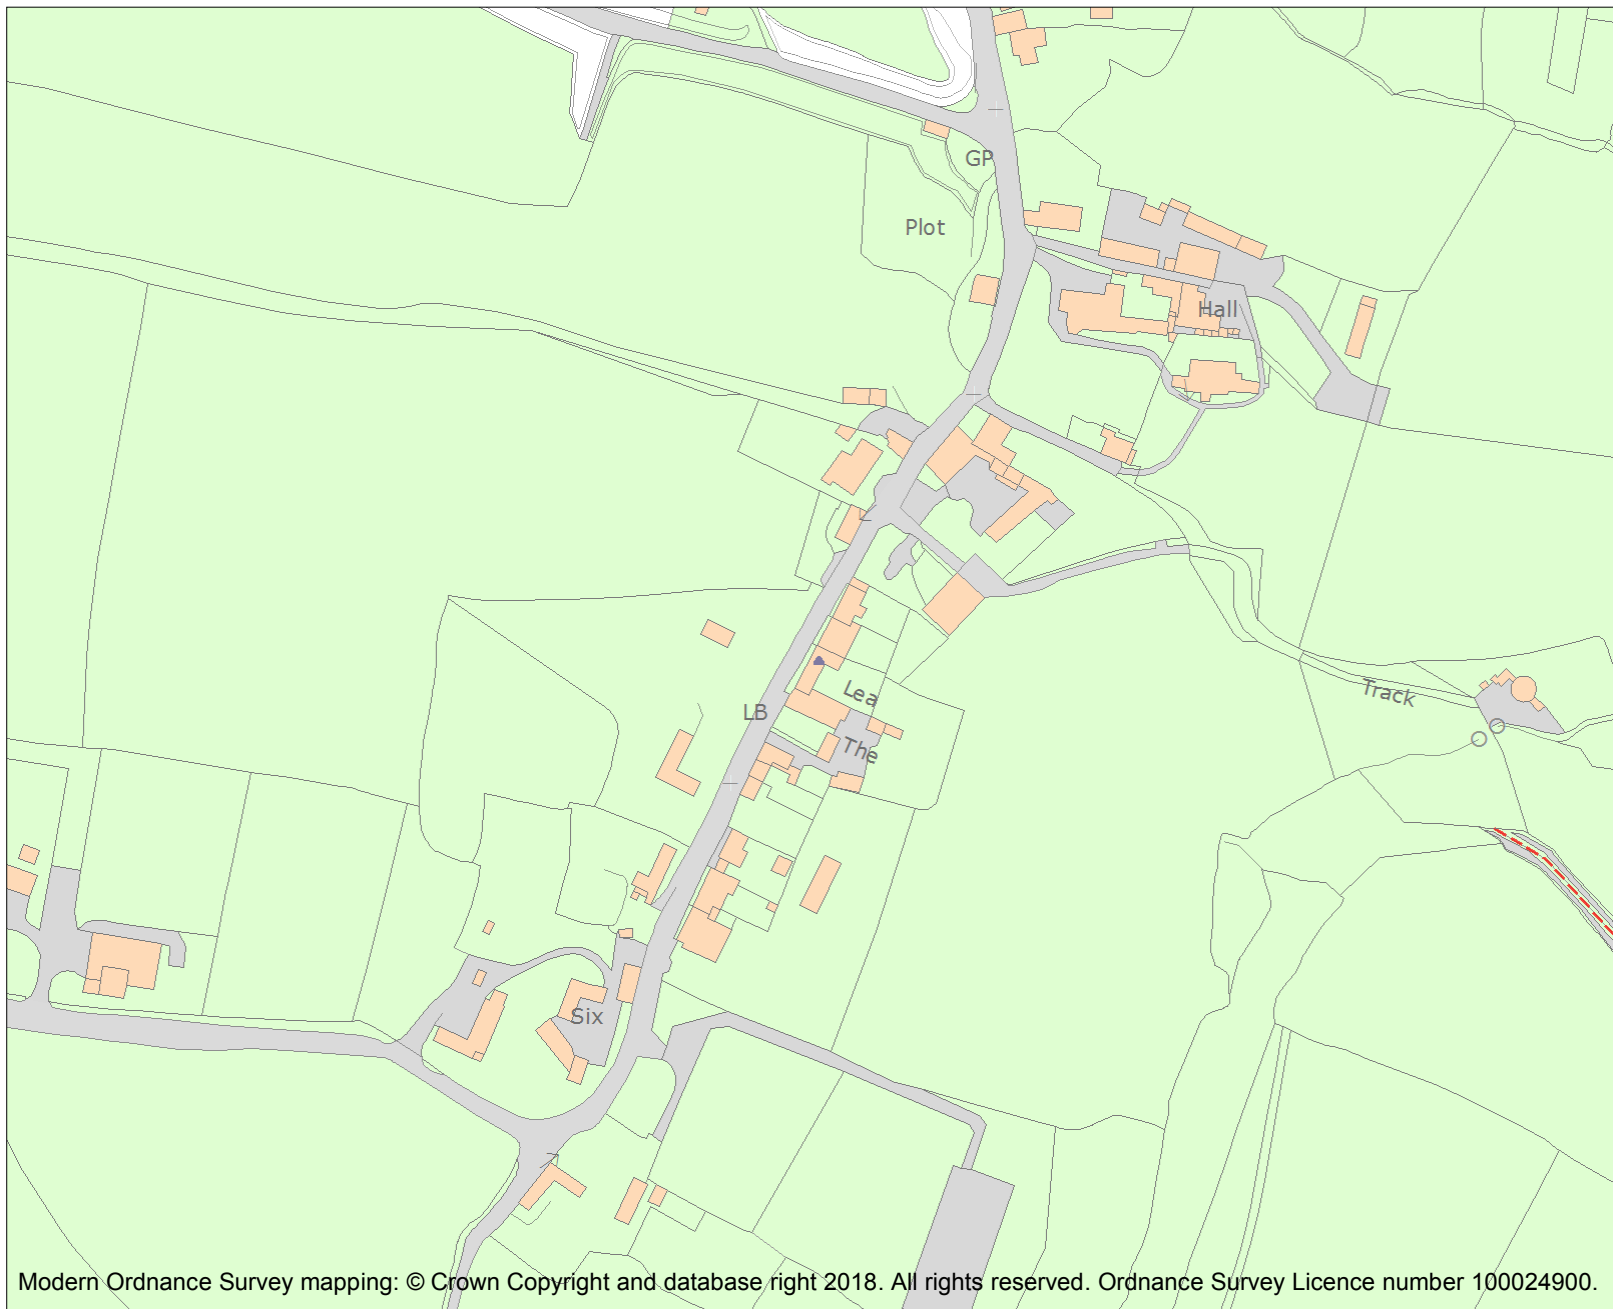 GP
Plot
Hall
Track
Lea
LB
The
Six
Modern Ordnance Survey mapping: © Crown Copyright and database right 2018. All rights reserved. Ordnance Survey Licence number 100024900.